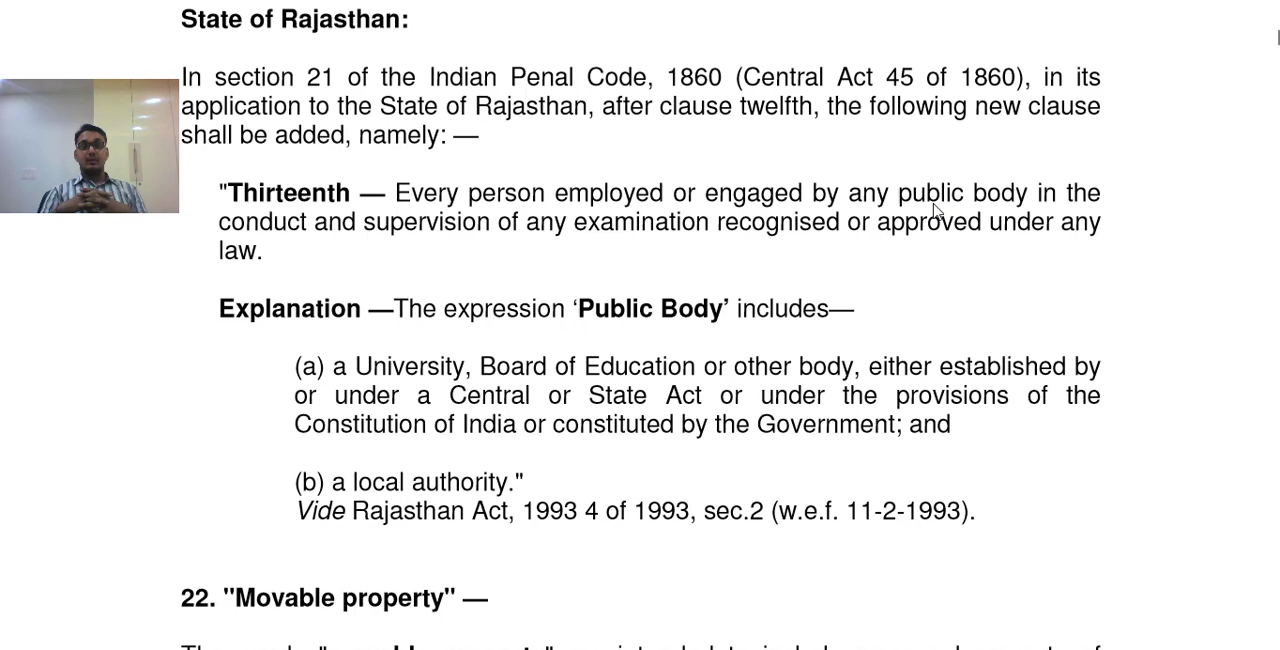 State of Rajasthan:
In section 21 of the Indian Penal Code, 1860 (Central Act 45 of 1860), in its
application to the State of Rajasthan, after clause twelfth, the following new clause
shall be added, namely: —
"Thirteenth — Every person employed or engaged by any public body in the
conduct and supervision of any examination recognised or approved under any
law.
Explanation —The expression ‘Public Body’ includes—
(a) a University, Board of Education or other body, either established by
or under a Central or State Act or under the provisions of the
Constitution of India or constituted by the Government; and
(b) a local authority."
Vide Rajasthan Act, 1993 4 of 1993, sec.2 (w.e.f. 11-2-1993).
22. "Movable property" —